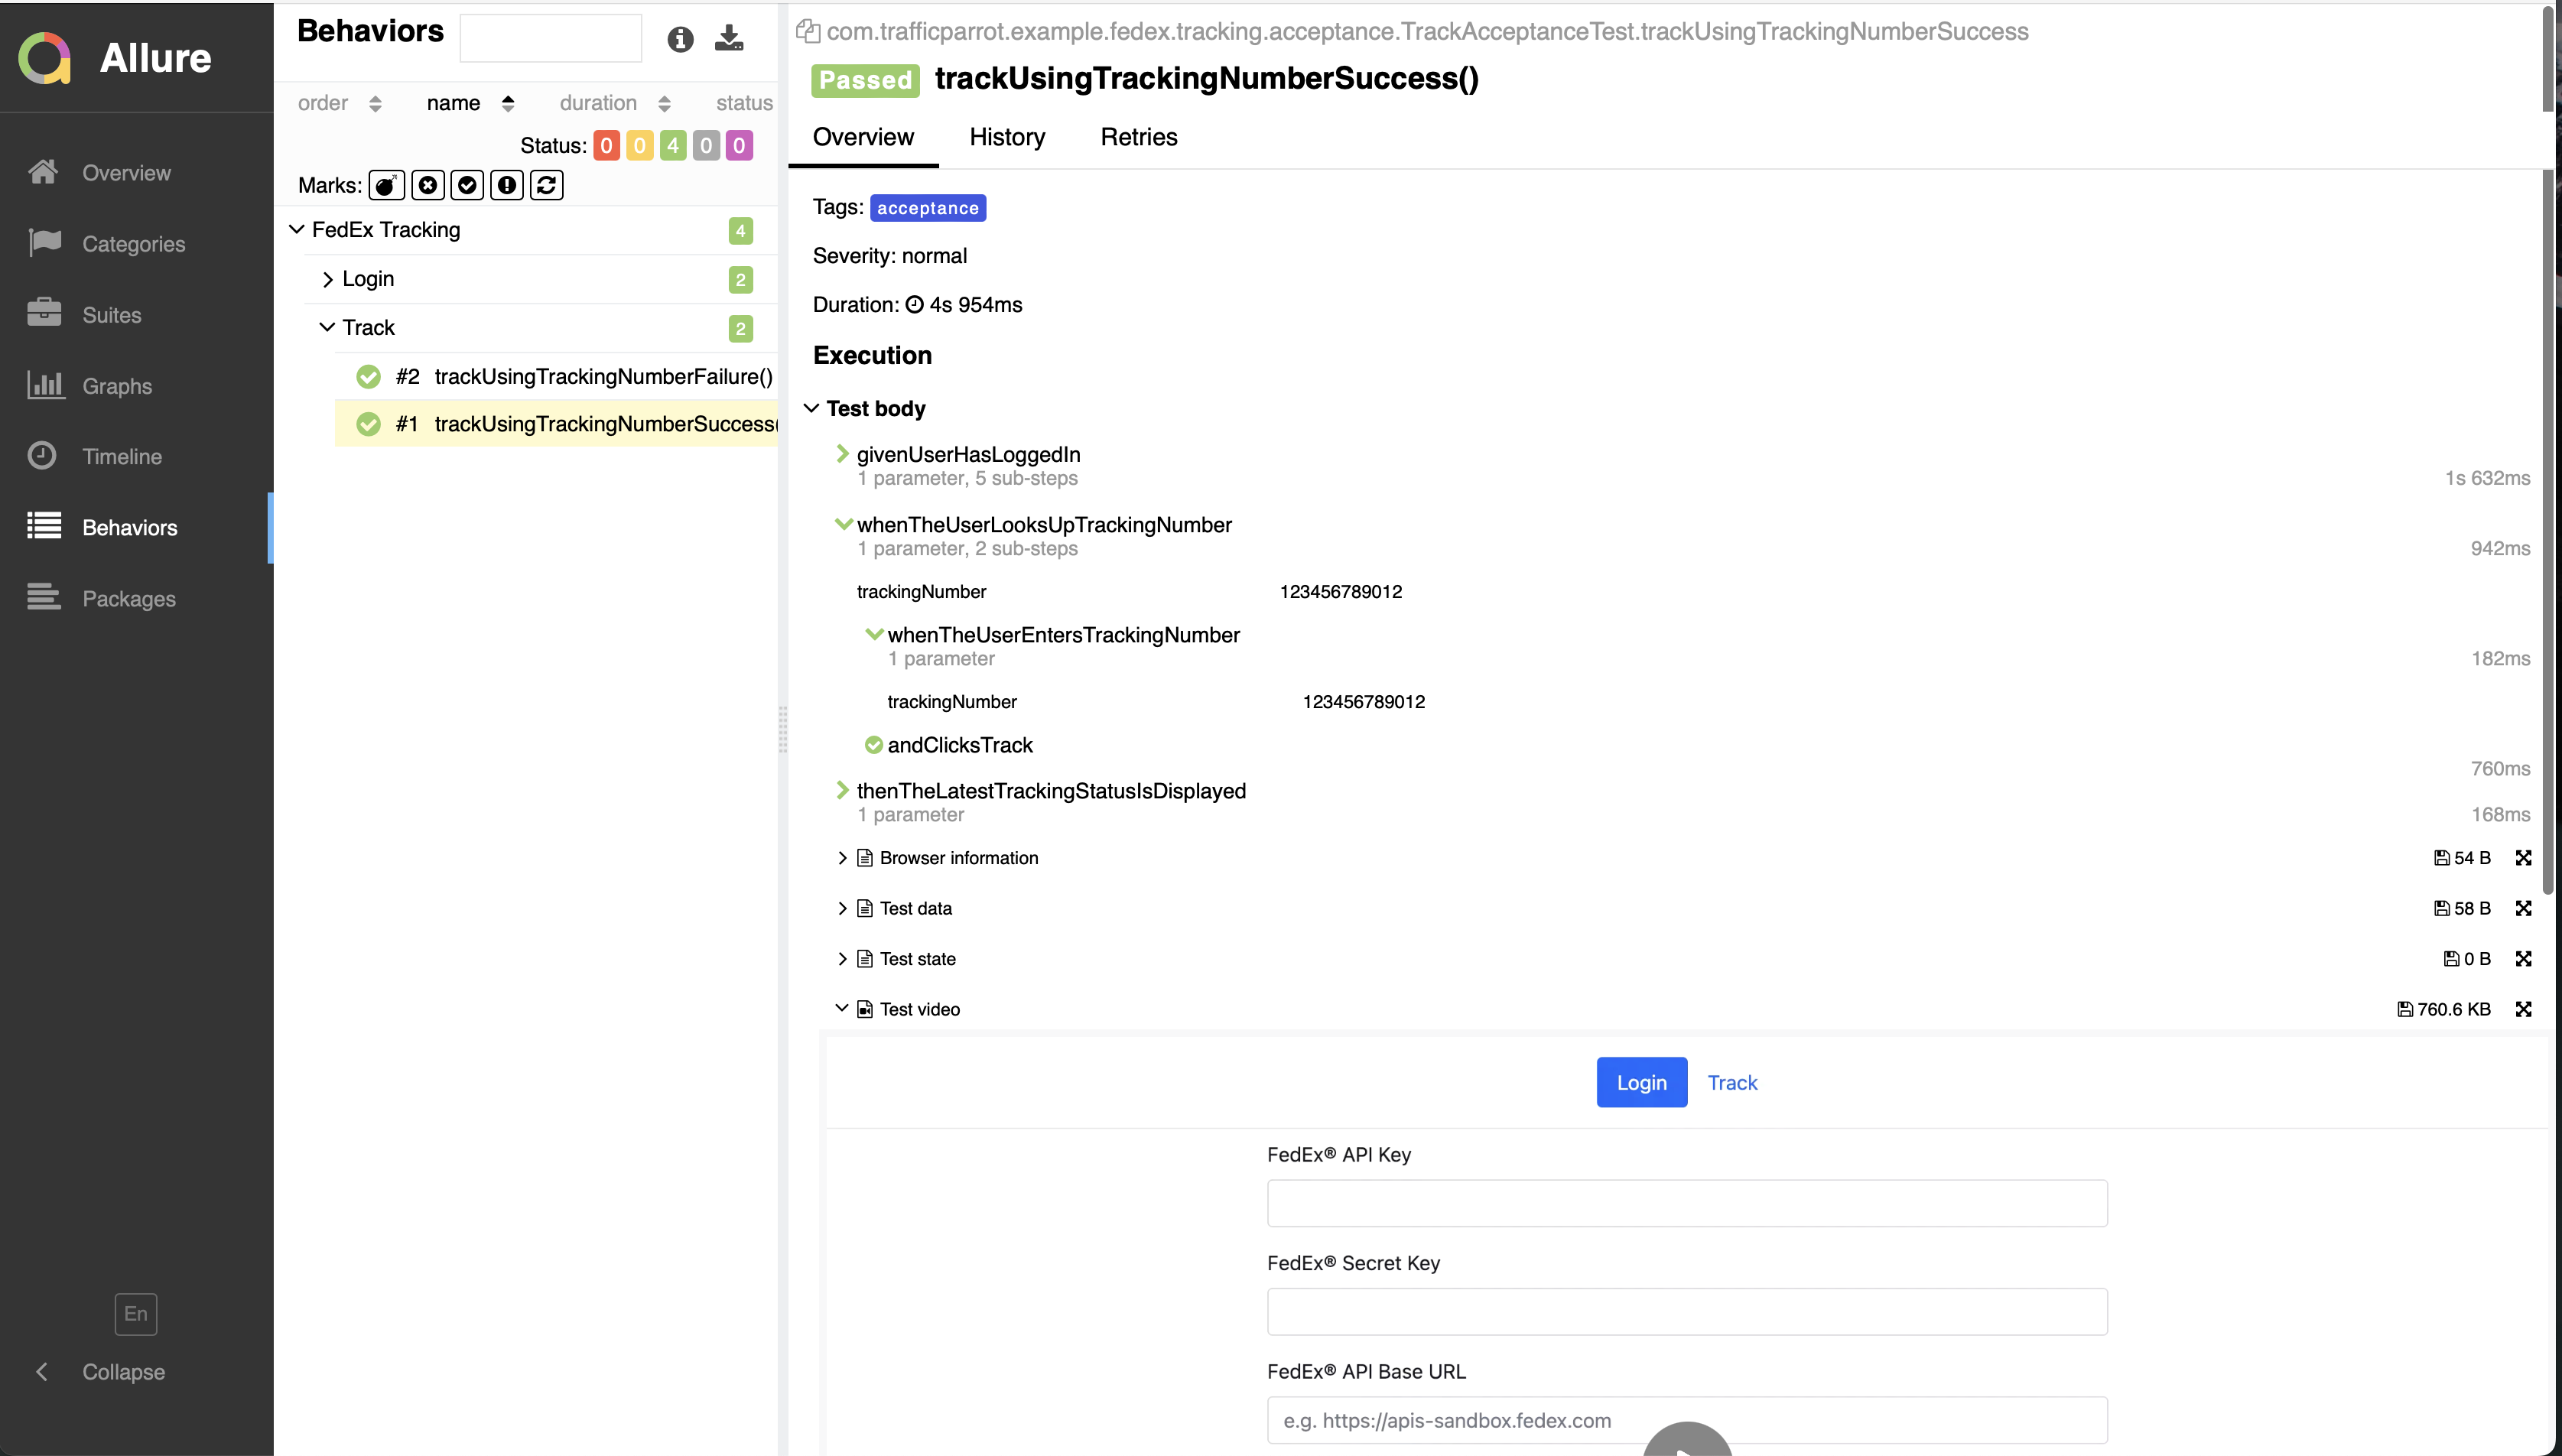 Allure
Overview
Categories
Suites
Graphs
Timeline
Behaviors
Packages
En
Collapse
Behaviors
order name duration status
Status: 0 0 4 0 0
Marks:
FedEx Tracking 4
Login 2
Track 2
#2 trackUsingTrackingNumberFailure()
#1 trackUsingTrackingNumberSuccess(
com.trafficparrot.example.fedex.tracking.acceptance.TrackAcceptanceTest.trackUsingTrackingNumberSuccess
Passed trackUsingTrackingNumberSuccess()
Overview History Retries
Tags: acceptance
Severity: normal
Duration: 4s 954ms
Execution
Test body
givenUserHasLoggedIn
1 parameter, 5 sub-steps 1s 632ms
whenTheUserLooksUpTrackingNumber
1 parameter, 2 sub-steps 942ms
trackingNumber 123456789012
whenTheUserEntersTrackingNumber
1 parameter 182ms
trackingNumber 123456789012
andClicksTrack
760ms
thenTheLatestTrackingStatusIsDisplayed
1 parameter 168ms
Browser information 54 B
Test data 58 B
Test state 0 B
Test video 760.6 KB
Login Track
FedEx® API Key
FedEx® Secret Key
FedEx® API Base URL
e.g. https://apis-sandbox.fedex.com